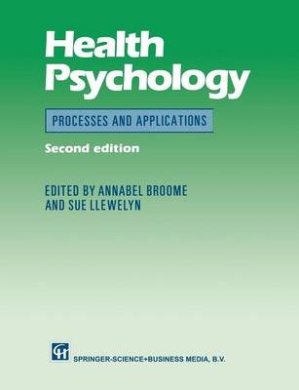 Health
Psychology
PROCESSES AND APPLICATIONS
Second edition
EDITED BY ANNABEL BROOME
AND SUE LLEWELYN
SPRINGER-SCIENCE+BUSINESS MEDIA, B.V.